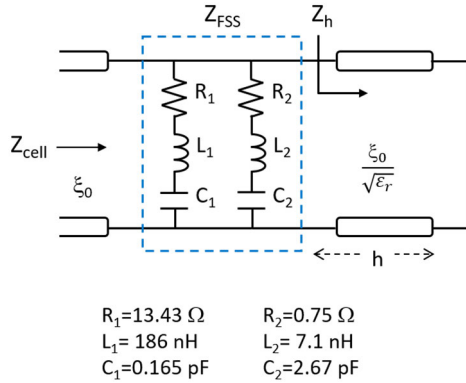 Z_FSS
Z_h
R_1
R_2
Z_cell
L_1
L_2
ξ_0
ξ_0/√ε_r
C_1
C_2
h
R_1=13.43 Ω
R_2=0.75 Ω
L_1= 186 nH
L_2= 7.1 nH
C_1=0.165 pF
C_2=2.67 pF